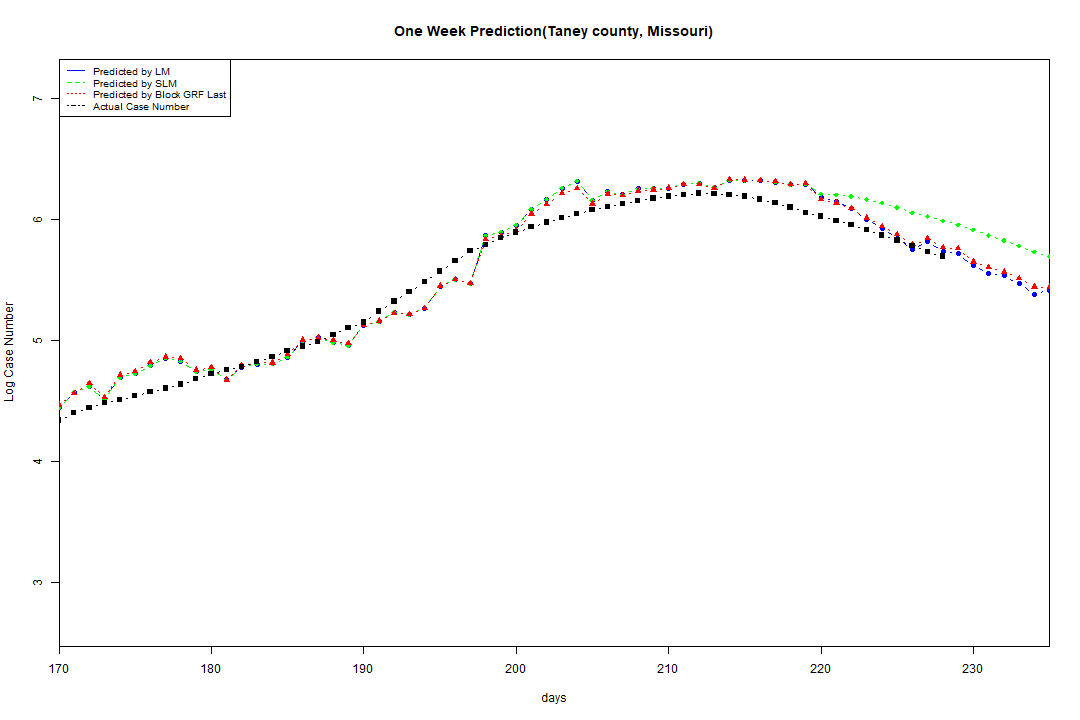 One Week Prediction(Taney county, Missouri)
Predicted by LM
Predicted by SLM
Predicted by Block GRF Last
Actual Case Number
7
6
5
4
3
Log Case Number
170 180 190 200 210 220 230
days